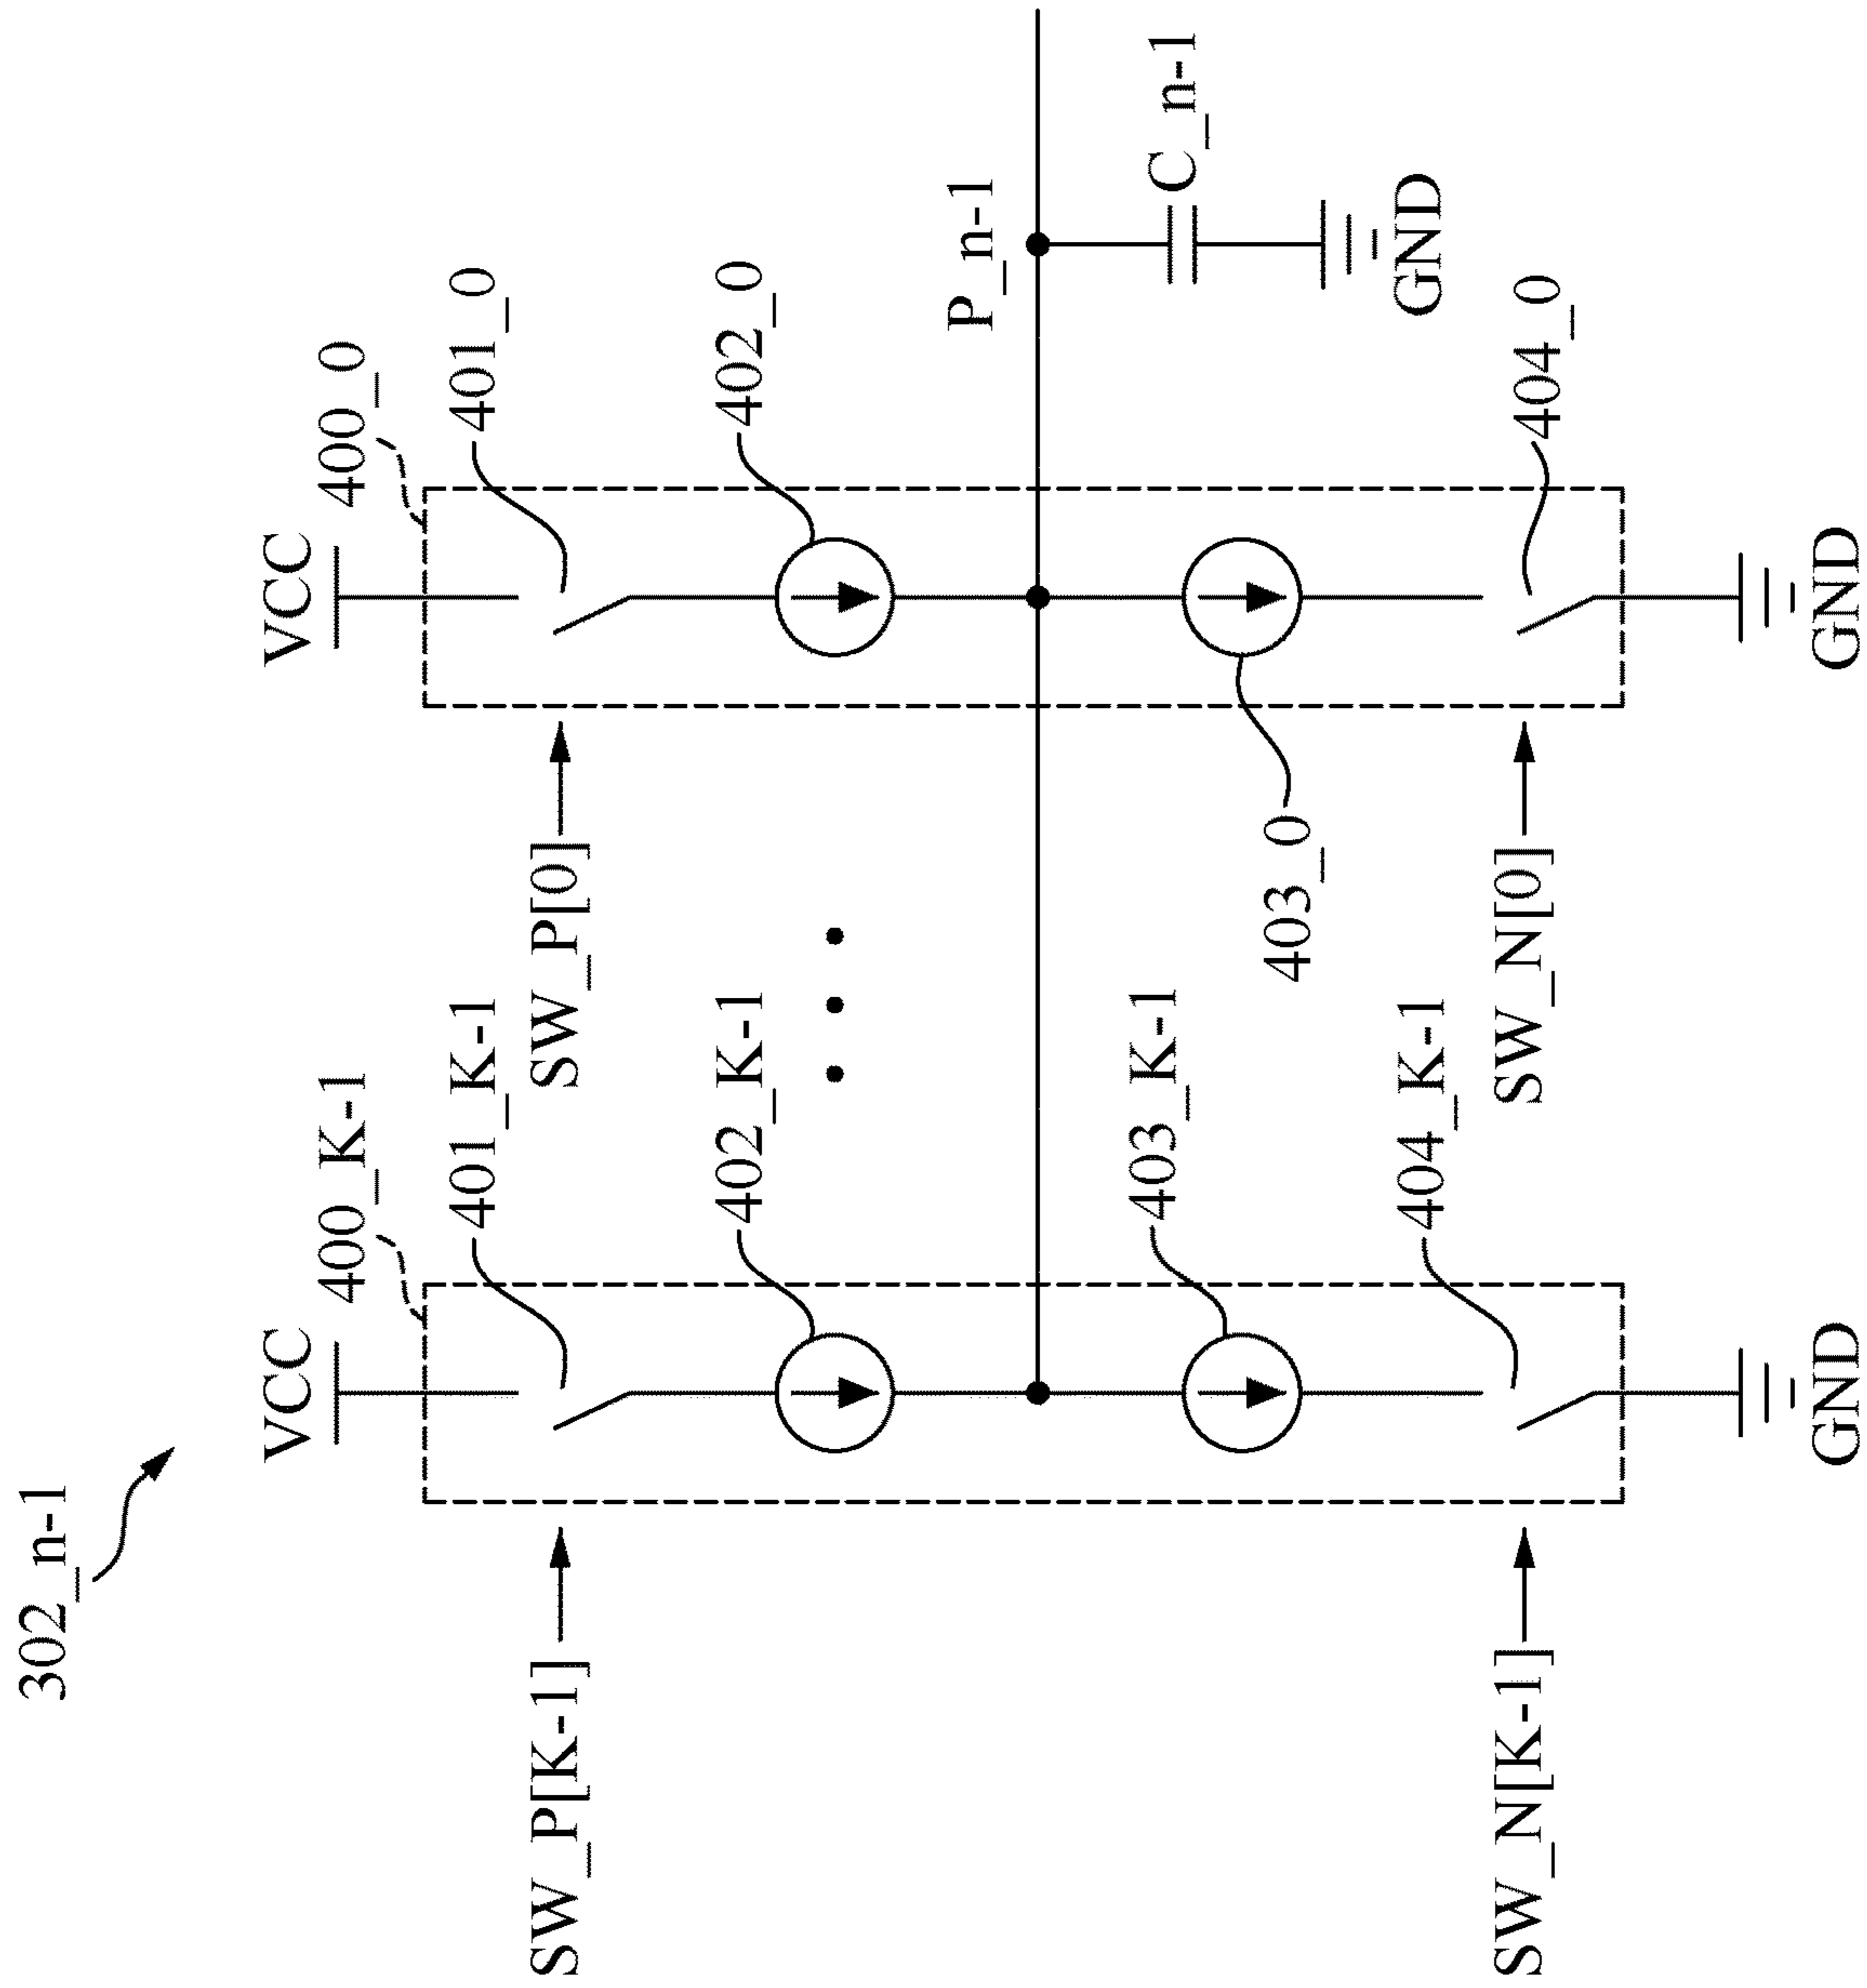 302_n-1
VCC
400_K-1
VCC
400_0
401_K-1
401_0
SW_P[K-1]
SW_P[0]
402_K-1
402_0
P_n-1
403_K-1
C_n-1
403_0
GND
404_K-1
404_0
SW_N[K-1]
SW_N[0]
GND
GND